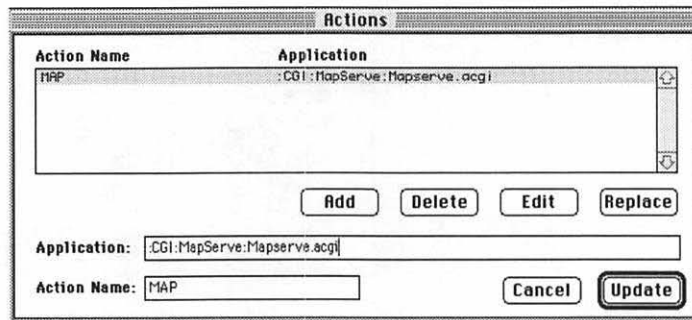 Actions
Action Name Application
MAP :CGI:MapServe:Mapserve.acgi
Add Delete Edit Replace
Application: :CGI:MapServe:Mapserve.acgi
Action Name: MAP Cancel Update